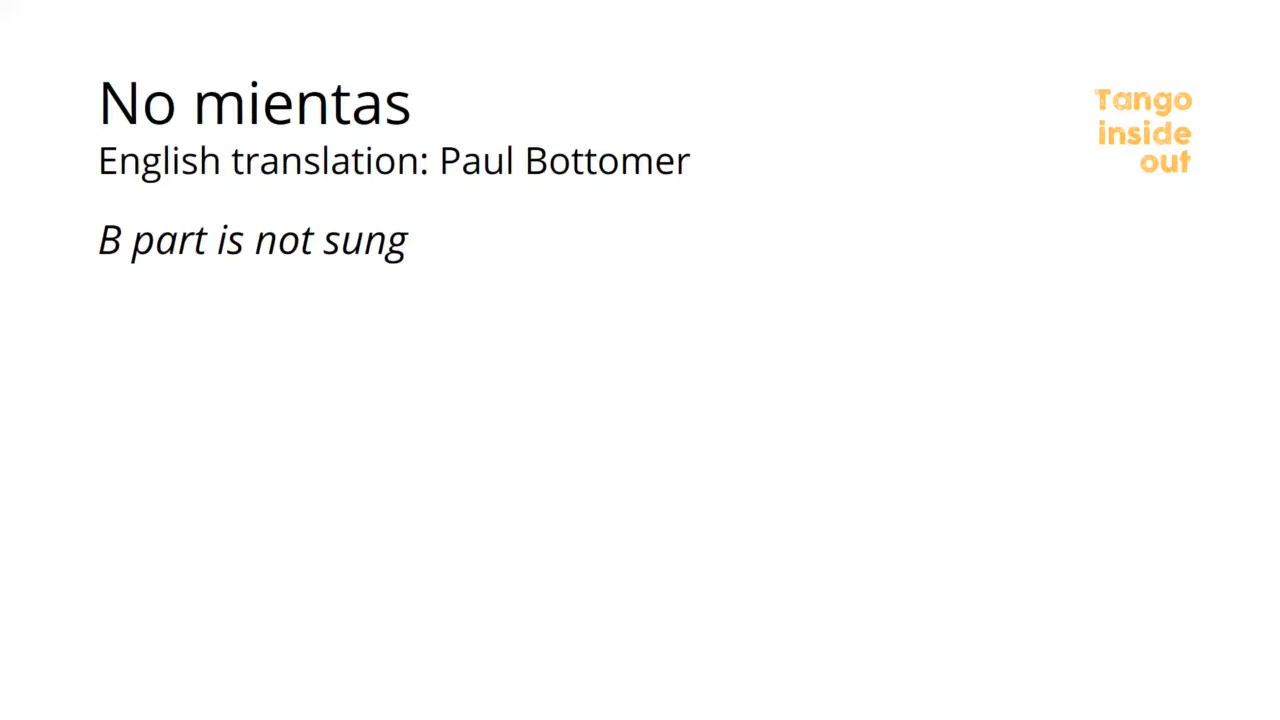 No mientas
English translation: Paul Bottomer
B part is not sung
Tango
inside
out